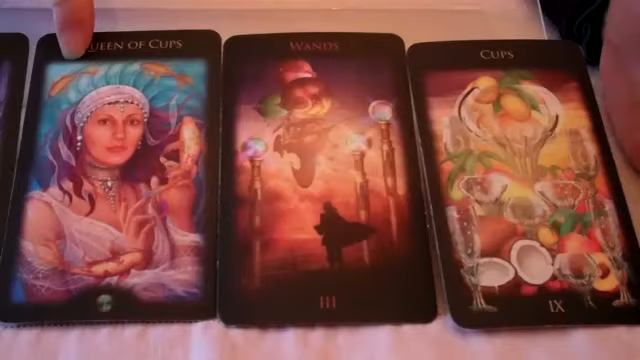 QUEEN OF CUPS
WANDS
CUPS
III
IX